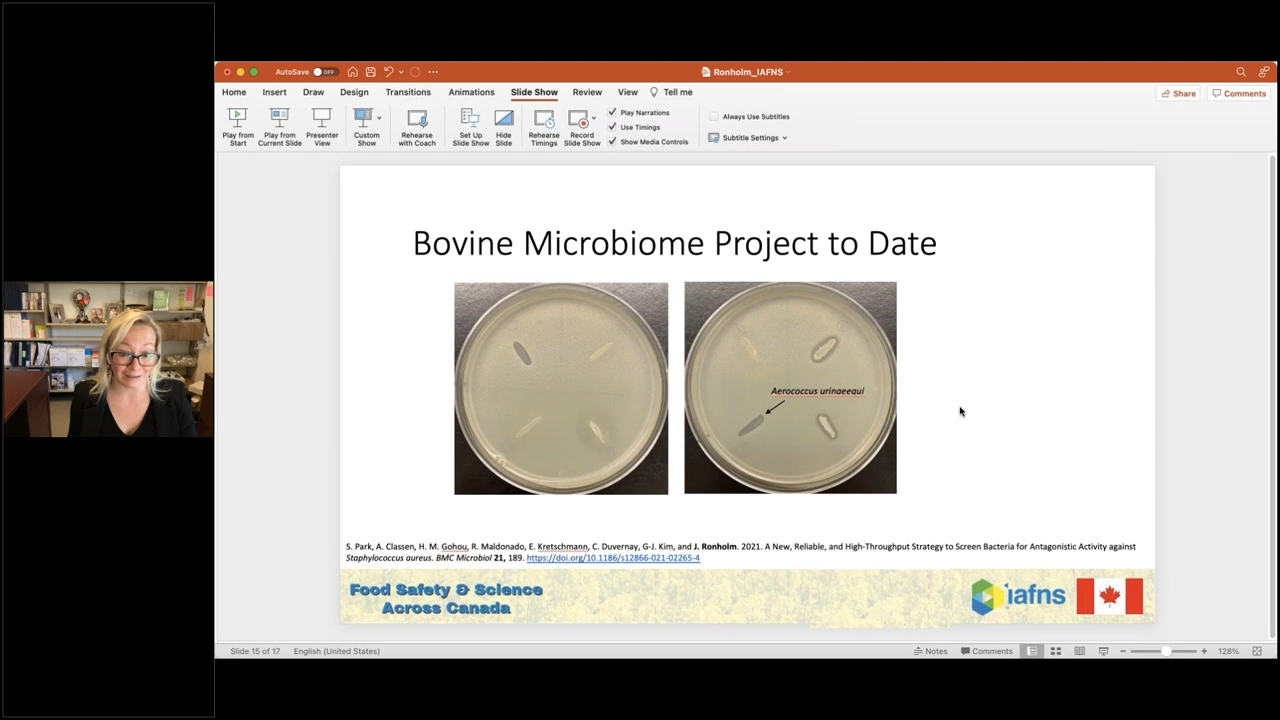 AutoSave OFF
Ronholm_IAFNS
Home Insert Draw Design Transitions Animations Slide Show Review View Tell me
Share Comments
Play from Start
Play from Current Slide
Presenter View
Custom Show
Rehearse with Coach
Set Up Slide Show
Hide Slide
Rehearse Timings
Record Slide Show
Play Narrations
Use Timings
Show Media Controls
Always Use Subtitles
Subtitle Settings
Bovine Microbiome Project to Date
Aerococcus urinaeequi
S. Park, A. Classen, H. M. Gohou, R. Maldonado, E. Kretschmann, C. Duvernay, G-J. Kim, and J. Ronholm. 2021. A New, Reliable, and High-Throughput Strategy to Screen Bacteria for Antagonistic Activity against
Staphylococcus aureus. BMC Microbiol 21, 189. https://doi.org/10.1186/s12866-021-02265-4
Food Safety & Science
Across Canada
iafns
Slide 15 of 17 English (United States) Notes Comments 128%